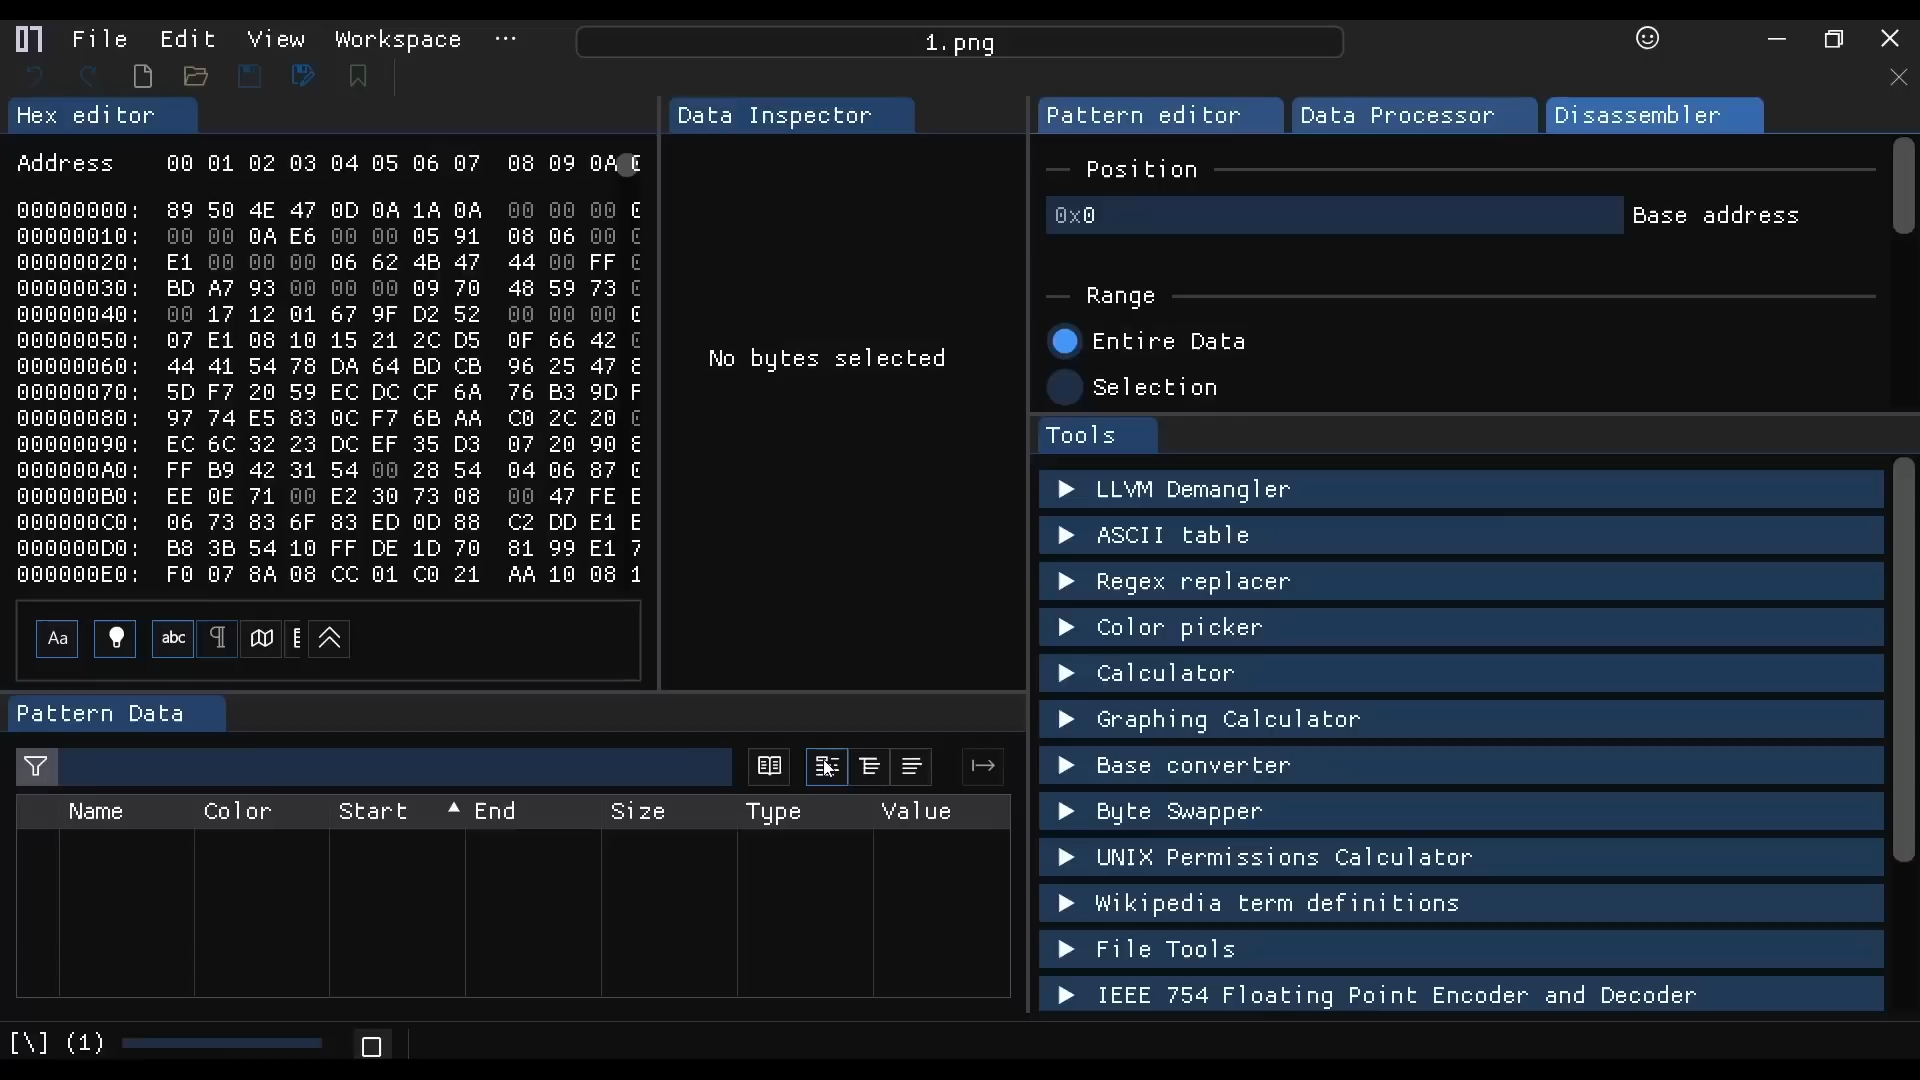 File Edit View Workspace ... 1.png
Hex editor
Address 00 01 02 03 04 05 06 07 08 09 0A
00000000: 89 50 4E 47 0D 0A 1A 0A 00 00 00
00000010: 00 00 0A E6 00 00 05 91 08 06 00
00000020: E1 00 00 00 06 62 4B 47 44 00 FF
00000030: BD A7 93 00 00 00 09 70 48 59 73
00000040: 00 17 12 01 67 9F D2 52 00 00 00
00000050: 07 E1 08 10 15 21 2C D5 0F 66 42
00000060: 44 41 54 78 DA 64 BD CB 96 25 47
00000070: 5D F7 20 59 EC DC CF 6A 76 B3 9D
00000080: 97 74 E5 83 0C F7 6B AA C0 2C 20
00000090: EC 6C 32 23 DC EF 35 D3 07 20 90
000000A0: FF B9 42 31 54 00 28 54 04 06 87
000000B0: EE 0E 71 00 E2 30 73 08 00 47 FE
000000C0: 06 73 83 6F 83 ED 0D 88 C2 DD E1
000000D0: B8 3B 54 10 FF DE 1D 70 81 99 E1
000000E0: F0 07 8A 08 CC 01 C0 21 AA 10 08
Aa abc ¶
Data Inspector
No bytes selected
Pattern editor Data Processor Disassembler
Position
0x0 Base address
Range
Entire Data
Selection
Tools
LLVM Demangler
ASCII table
Regex replacer
Color picker
Calculator
Graphing Calculator
Base converter
Byte Swapper
UNIX Permissions Calculator
Wikipedia term definitions
File Tools
IEEE 754 Floating Point Encoder and Decoder
Pattern Data
Name Color Start End Size Type Value
[\] (1)